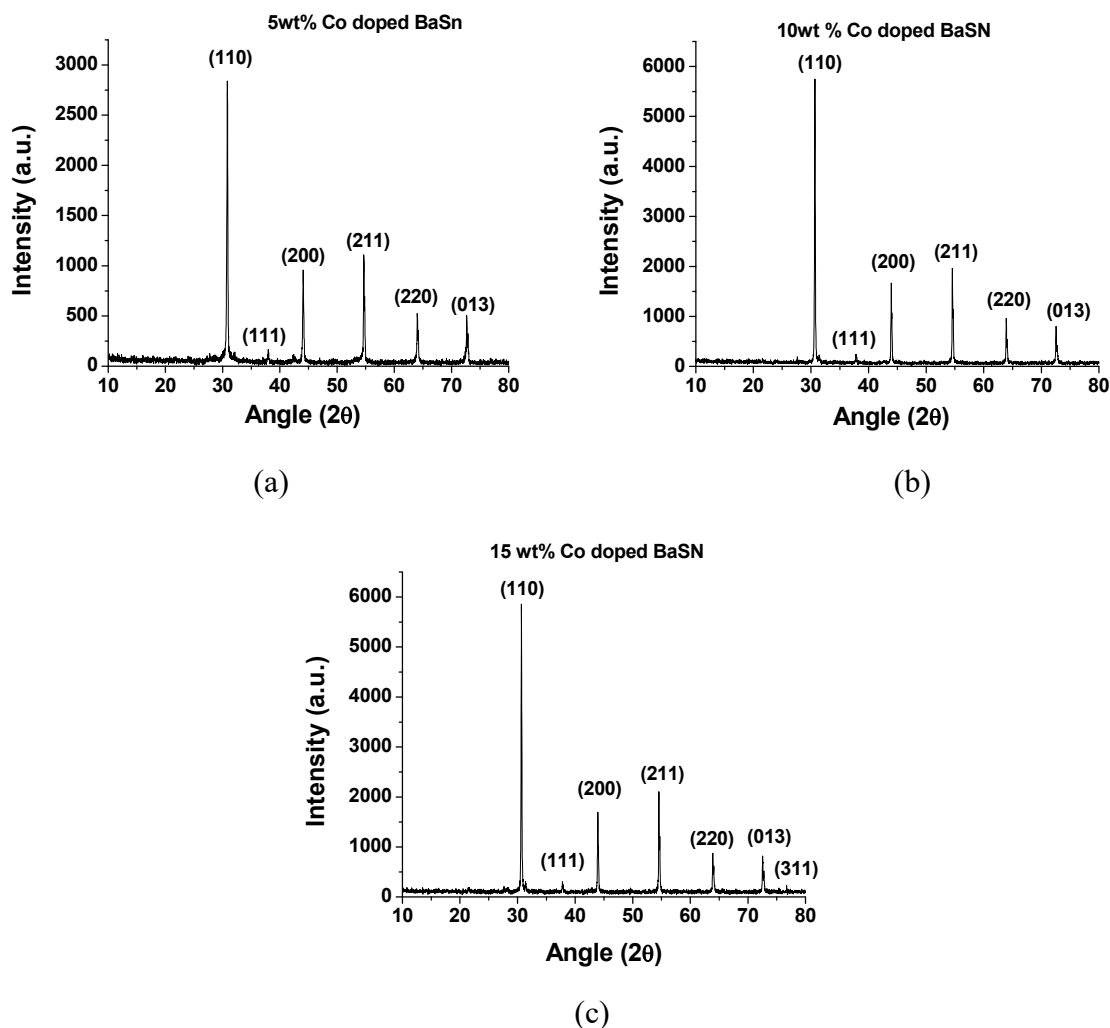 5wt% Co doped BaSn
3000
2500
2000
1500
1000
500
0
Intensity (a.u.)
(110)
(111)
(200)
(211)
(220)
(013)
10 20 30 40 50 60 70 80
Angle (2θ)
(a)
10wt % Co doped BaSN
6000
5000
4000
3000
2000
1000
0
Intensity (a.u.)
(110)
(111)
(200)
(211)
(220)
(013)
10 20 30 40 50 60 70 80
Angle (2θ)
(b)
15 wt% Co doped BaSN
6000
5000
4000
3000
2000
1000
0
Intensity (a.u.)
(110)
(111)
(200)
(211)
(220)
(013)
(311)
10 20 30 40 50 60 70 80
Angle (2θ)
(c)